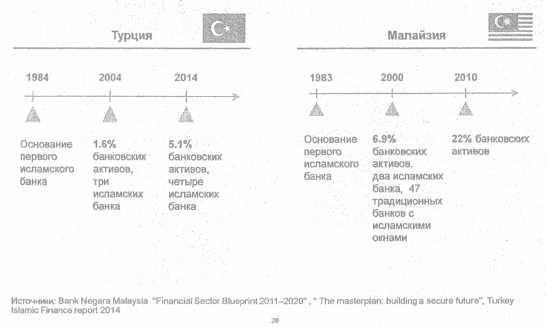 Турция
1984
2004
2014
Основание
первого
исламского
банка
1.6%
банковских
активов,
три
исламских
банка
5.1%
банковских
активов,
четыре
исламских
банка
Малайзия
1983
2000
2010
Основание
первого
исламского
банка
6.9%
банковских
активов.
два исламских
банка, 47
традиционных
банков с
исламскими
окнами
22% банковских
активов
Источники: Bank Negara Malaysia "Financial Sector Blueprint 2011–2020" , " The masterplan: building a secure future", Turkey
Islamic Finance report 2014
28